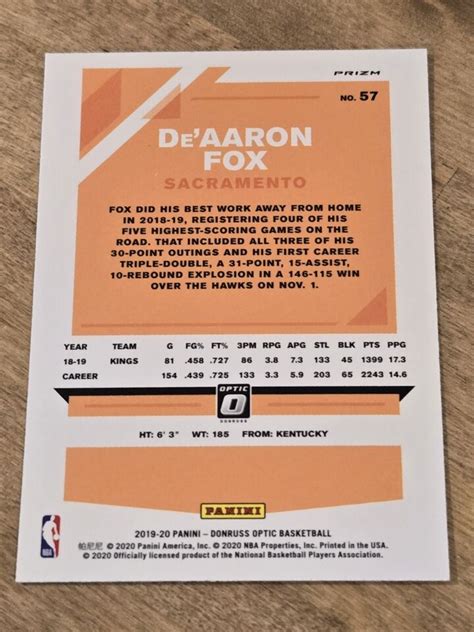 PRIZM
NO. 57
DE'AARON
FOX
SACRAMENTO
FOX DID HIS BEST WORK AWAY FROM HOME
IN 2018-19, REGISTERING FOUR OF HIS
FIVE HIGHEST-SCORING GAMES ON THE
ROAD. THAT INCLUDED ALL THREE OF HIS
30-POINT OUTINGS AND HIS FIRST CAREER
TRIPLE-DOUBLE, A 31-POINT, 15-ASSIST,
10-REBOUND EXPLOSION IN A 146-115 WIN
OVER THE HAWKS ON NOV. 1.
YEAR TEAM G FG% FT% 3PM RPG APG STL BLK PTS PPG
18-19 KINGS 81 .458 .727 86 3.8 7.3 133 45 1399 17.3
CAREER 154 .439 .725 133 3.3 5.9 203 65 2243 14.6
OPTIC
DONRUSS
HT: 6' 3" WT: 185 FROM: KENTUCKY
PANINI
NBA
2019-20 PANINI – DONRUSS OPTIC BASKETBALL
帕尼尼 © 2020 Panini America, Inc. © 2020 NBA Properties, Inc. Printed in the USA.
© 2020 Officially licensed product of the National Basketball Players Association.